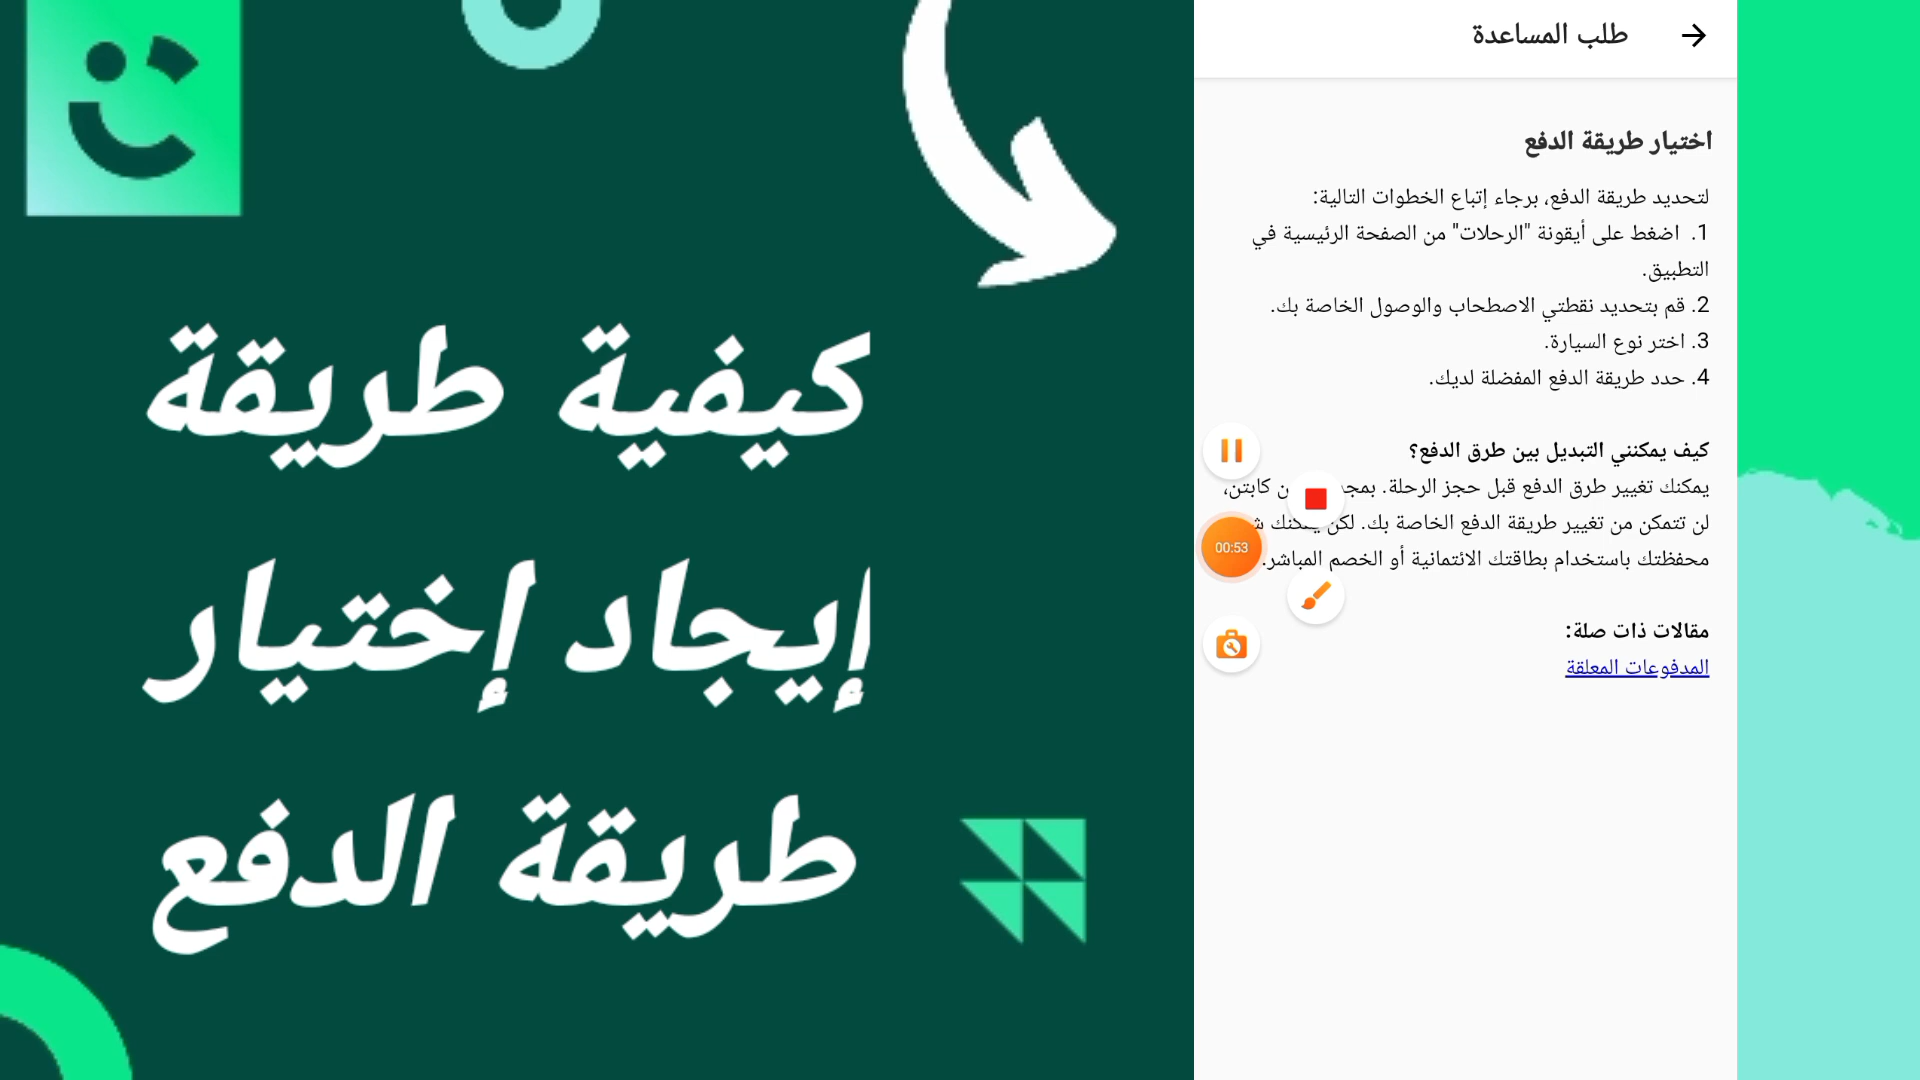 كيفية طريقة
إيجاد إختيار
طريقة الدفع
طلب المساعدة
اختيار طريقة الدفع
لتحديد طريقة الدفع، برجاء إتباع الخطوات التالية:
1. اضغط على أيقونة "الرحلات" من الصفحة الرئيسية في
التطبيق.
2. قم بتحديد نقطتي الاصطحاب والوصول الخاصة بك.
3. اختر نوع السيارة.
4. حدد طريقة الدفع المفضلة لديك.
كيف يمكنني التبديل بين طرق الدفع؟
يمكنك تغيير طرق الدفع قبل حجز الرحلة. كابتن،
لن تتمكن من تغيير طريقة الدفع الخاصة بك. لكن يمكنك
محفظتك باستخدام بطاقتك الائتمانية أو الخصم المباشر.
00:53
مقالات ذات صلة:
المدفوعات المعلقة